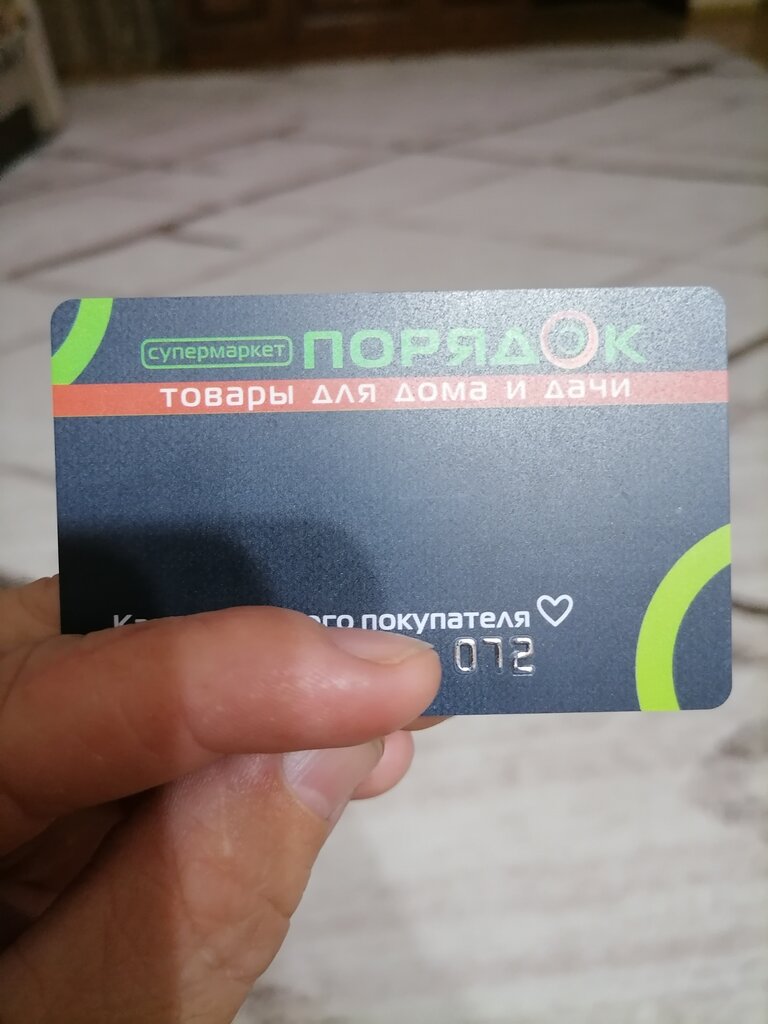 супермаркет ПОРЯДОК
товары для дома и дачи
покупателя
072